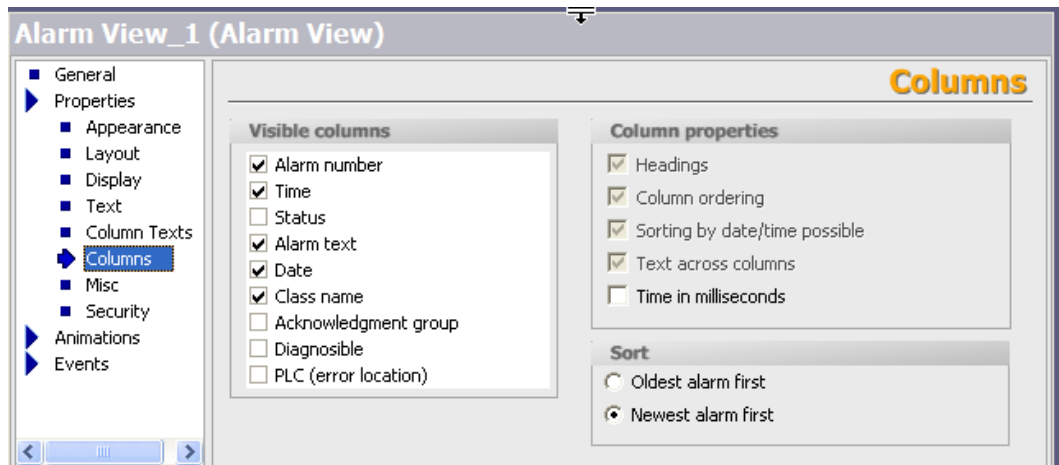 Alarm View_1 (Alarm View)
General
Properties
Appearance
Layout
Display
Text
Column Texts
Columns
Misc
Security
Animations
Events
Columns
Visible columns
Alarm number
Time
Status
Alarm text
Date
Class name
Acknowledgment group
Diagnosible
PLC (error location)
Column properties
Headings
Column ordering
Sorting by date/time possible
Text across columns
Time in milliseconds
Sort
Oldest alarm first
Newest alarm first